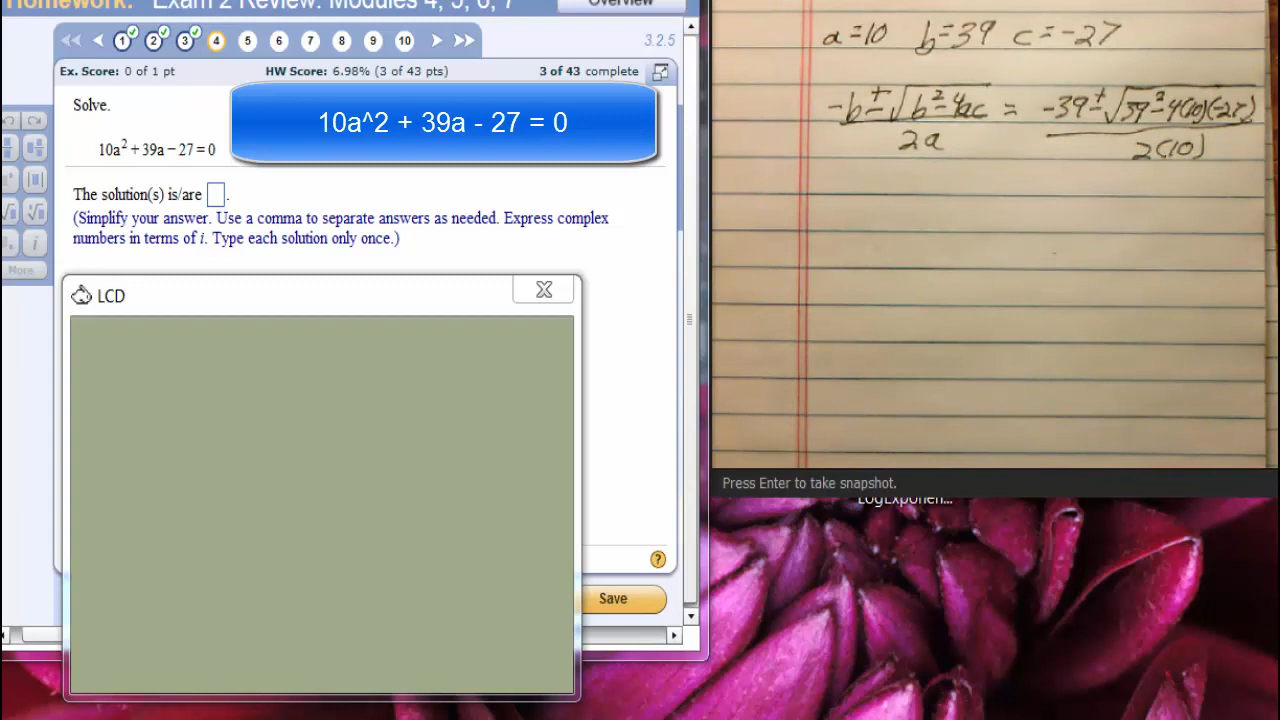 Homework: Exam 2 Review: Modules 4, 5, 6, 7
Overview
1 2 3 4 5 6 7 8 9 10
3.2.5
Ex. Score: 0 of 1 pt
HW Score: 6.98% (3 of 43 pts)
3 of 43 complete
Solve.
10a^2 + 39a - 27 = 0
10a² + 39a − 27 = 0
The solution(s) is/are .
(Simplify your answer. Use a comma to separate answers as needed. Express complex
numbers in terms of i. Type each solution only once.)
More
i
LCD
X
?
Save
a = 10 b = 39 c = -27
-b ± √(b² - 4ac) / 2a = -39 ± √(39² - 4(10)(-27)) / 2(10)
Press Enter to take snapshot.
LogExponen...